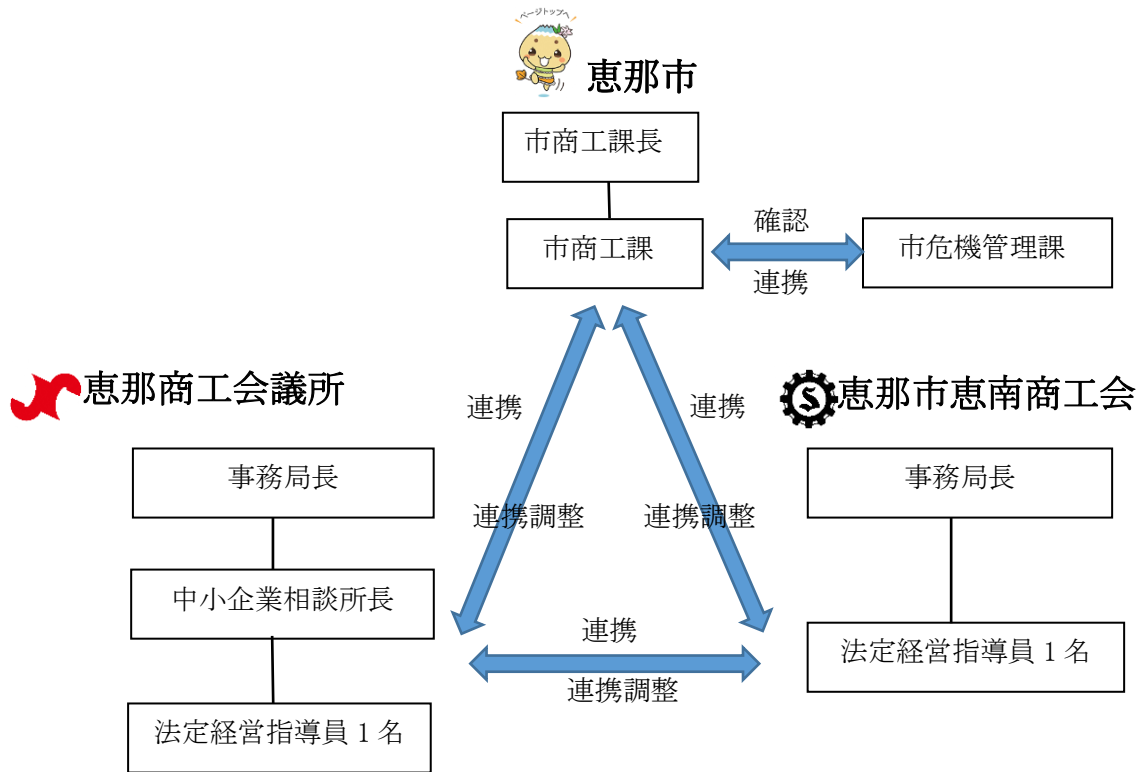 ページトップへ
恵那市
市商工課長
市商工課
確認
連携
市危機管理課
恵那商工会議所
恵那市恵南商工会
連携
連携
事務局長
事務局長
連携調整
連携調整
中小企業相談所長
連携
連携調整
法定経営指導員1名
法定経営指導員1名
S